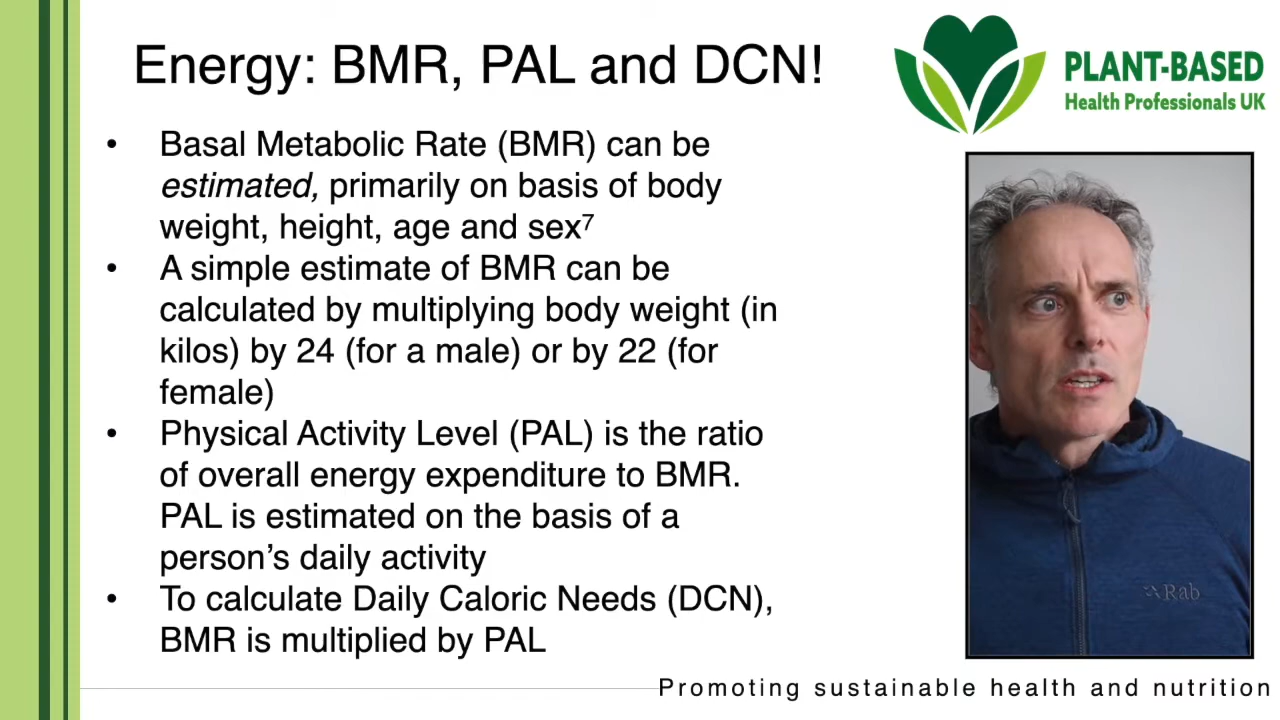 Energy: BMR, PAL and DCN!
PLANT-BASED
Health Professionals UK
• Basal Metabolic Rate (BMR) can be
estimated, primarily on basis of body
weight, height, age and sex⁷
• A simple estimate of BMR can be
calculated by multiplying body weight (in
kilos) by 24 (for a male) or by 22 (for
female)
• Physical Activity Level (PAL) is the ratio
of overall energy expenditure to BMR.
PAL is estimated on the basis of a
person’s daily activity
• To calculate Daily Caloric Needs (DCN),
BMR is multiplied by PAL
Rab
Promoting sustainable health and nutrition